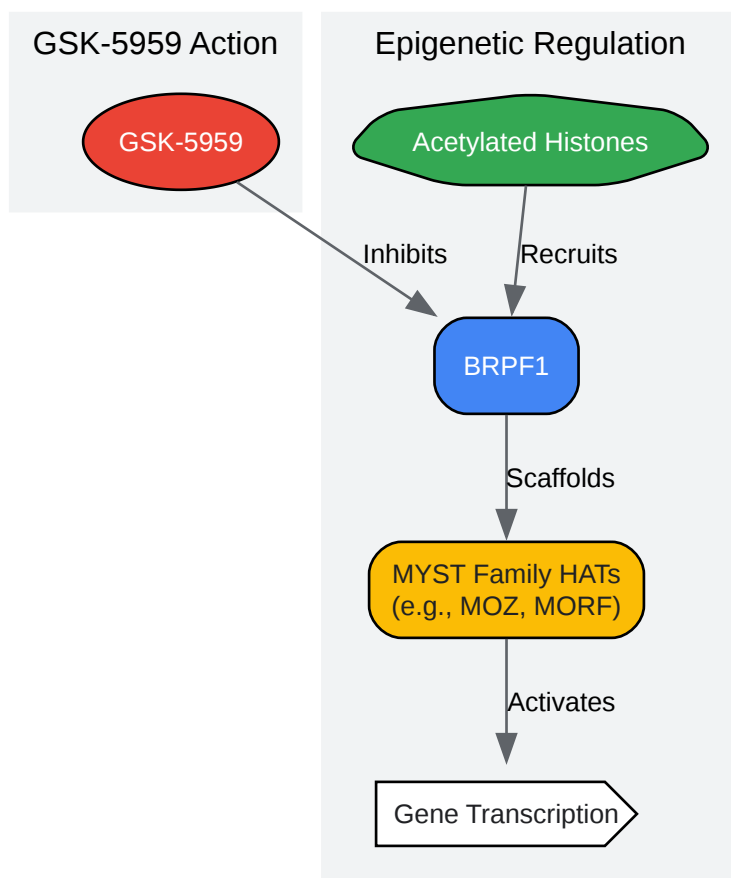 GSK-5959 Action
Epigenetic Regulation
GSK-5959
Acetylated Histones
Inhibits
Recruits
BRPF1
Scaffolds
MYST Family HATs
(e.g., MOZ, MORF)
Activates
Gene Transcription